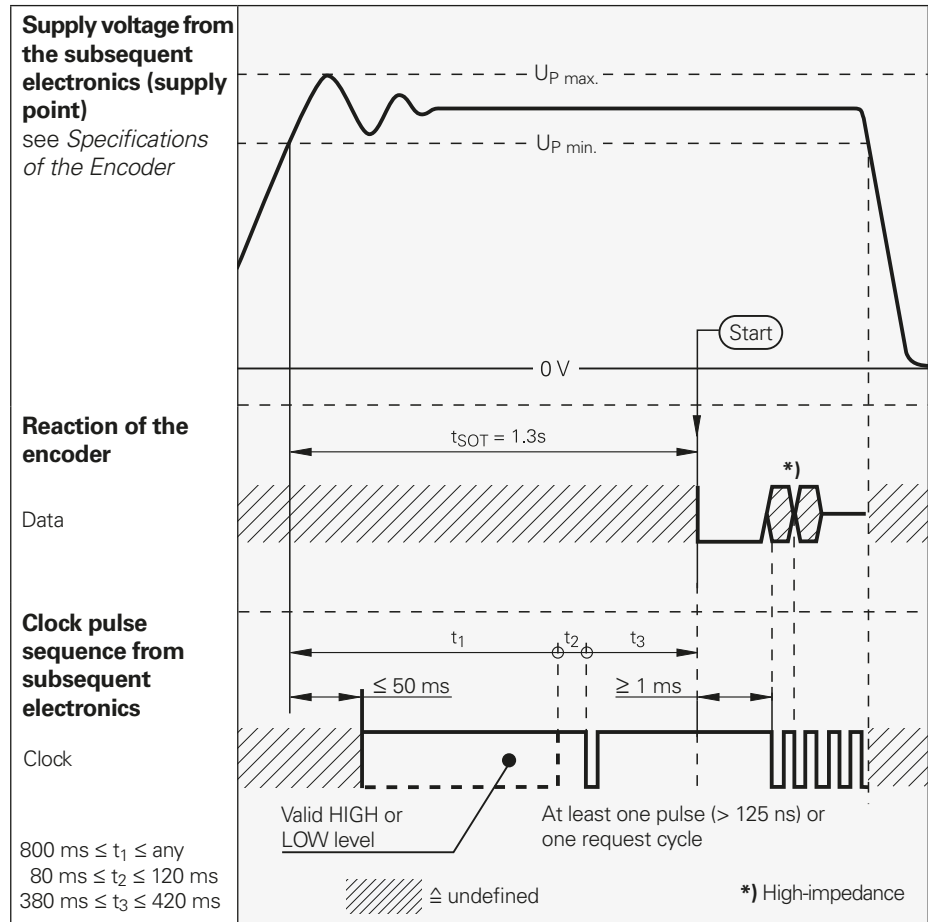 Supply voltage from
the subsequent
electronics (supply
point)
see Specifications
of the Encoder
UP max.
UP min.
Start
0 V
Reaction of the
encoder
tSOT = 1.3s
*)
Data
Clock pulse
sequence from
subsequent
electronics
t1
t2
t3
≤ 50 ms
≥ 1 ms
Clock
Valid HIGH or
LOW level
At least one pulse (> 125 ns) or
one request cycle
800 ms ≤ t1 ≤ any
80 ms ≤ t2 ≤ 120 ms
380 ms ≤ t3 ≤ 420 ms
≙ undefined
*) High-impedance